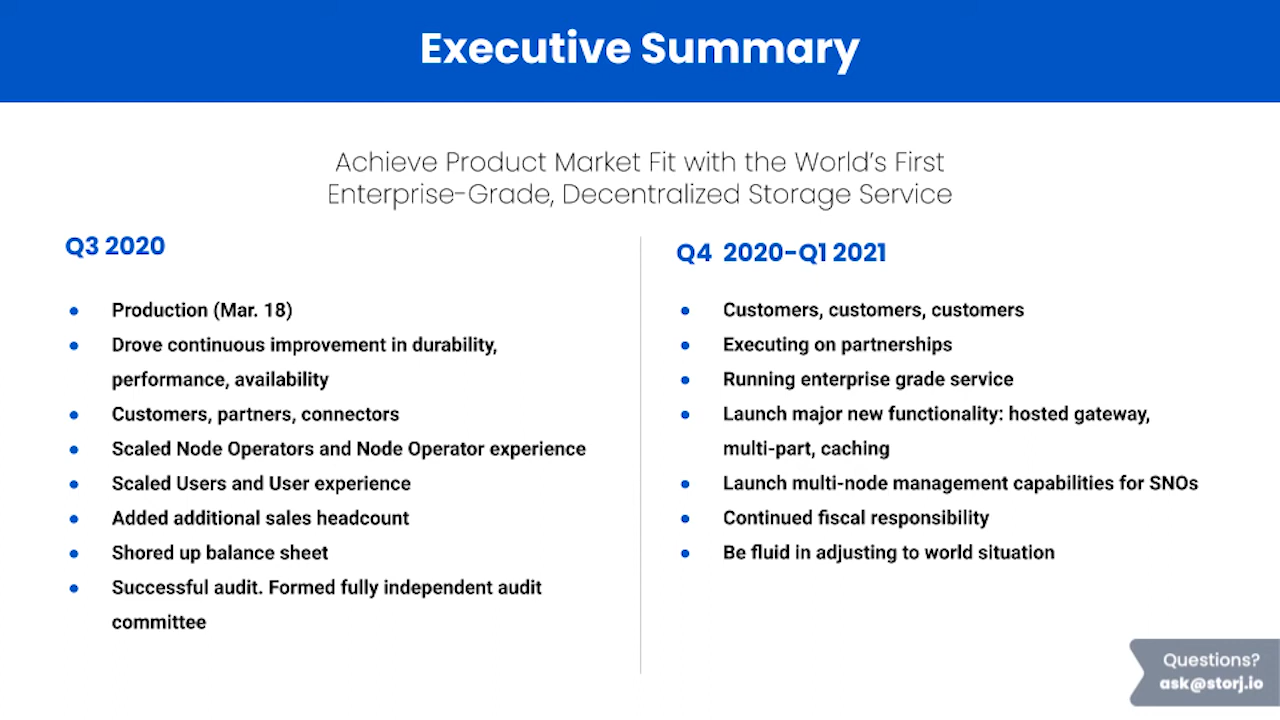 Executive Summary
Achieve Product Market Fit with the World's First
Enterprise-Grade, Decentralized Storage Service
Q3 2020
● Production (Mar. 18)
● Drove continuous improvement in durability,
performance, availability
● Customers, partners, connectors
● Scaled Node Operators and Node Operator experience
● Scaled Users and User experience
● Added additional sales headcount
● Shored up balance sheet
● Successful audit. Formed fully independent audit
committee
Q4 2020-Q1 2021
● Customers, customers, customers
● Executing on partnerships
● Running enterprise grade service
● Launch major new functionality: hosted gateway,
multi-part, caching
● Launch multi-node management capabilities for SNOs
● Continued fiscal responsibility
● Be fluid in adjusting to world situation
Questions?
ask@storj.io